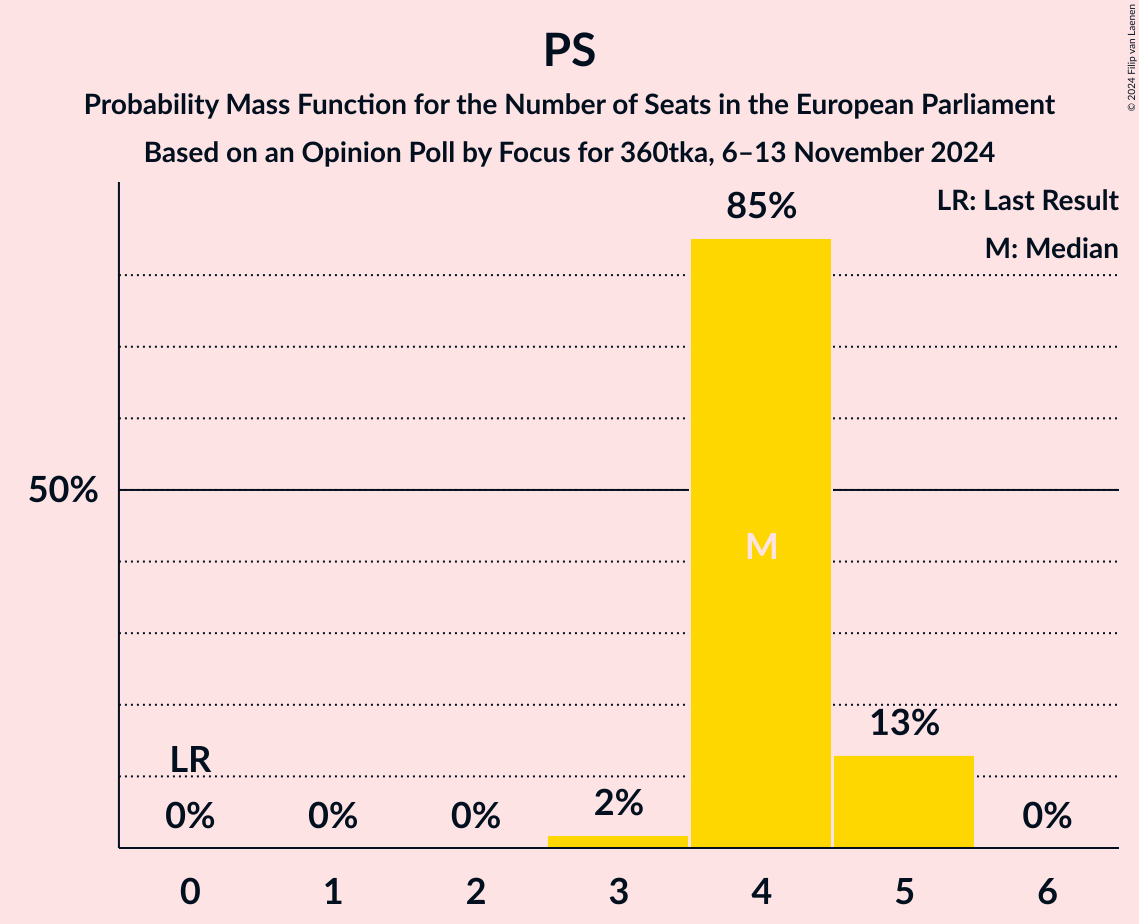 PS
Probability Mass Function for the Number of Seats in the European Parliament
Based on an Opinion Poll by Focus for 360tka, 6–13 November 2024
© 2024 Filip van Laenen
LR: Last Result
M: Median
85%
50%
M
13%
LR
2%
0% 0% 0% 0%
0 1 2 3 4 5 6